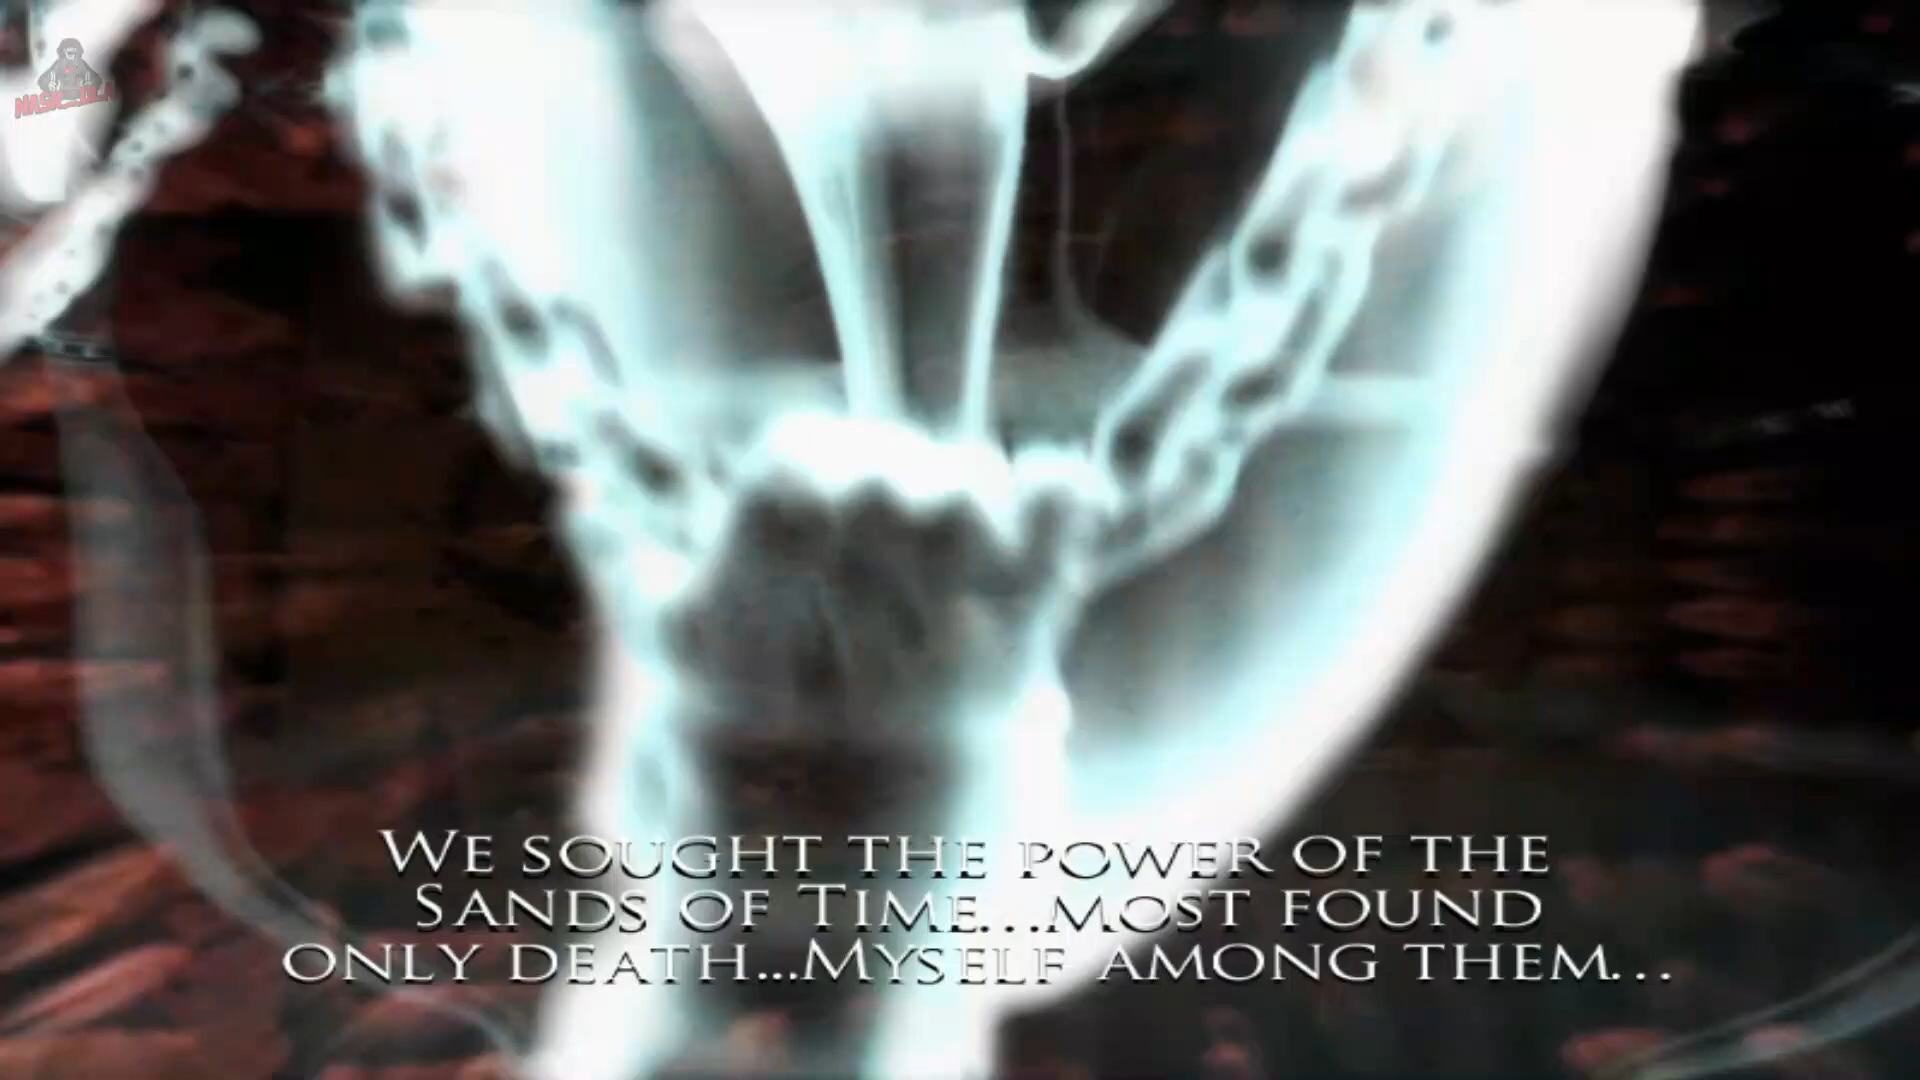 We sought the power of the
Sands of Time...most found
only death...Myself among them...